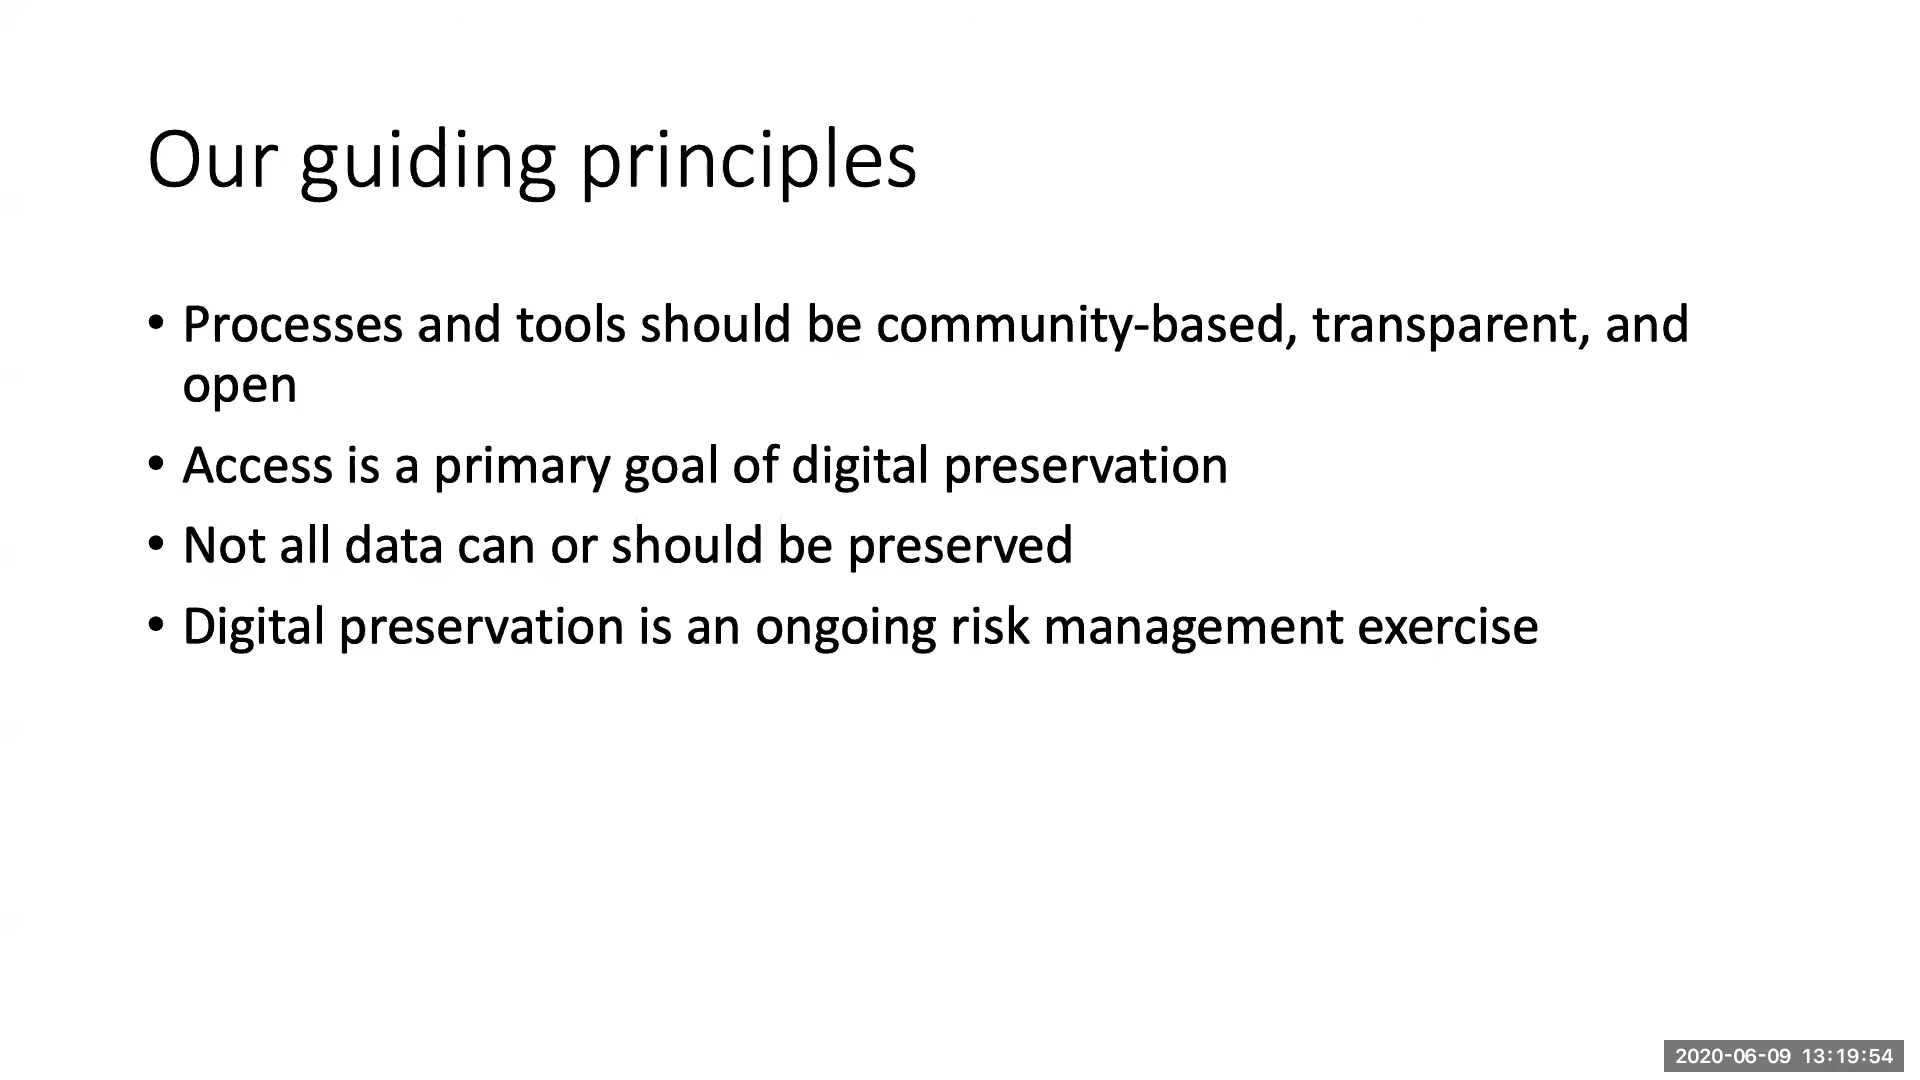 Our guiding principles
• Processes and tools should be community-based, transparent, and
open
• Access is a primary goal of digital preservation
• Not all data can or should be preserved
• Digital preservation is an ongoing risk management exercise
2020-06-09 13:19:54